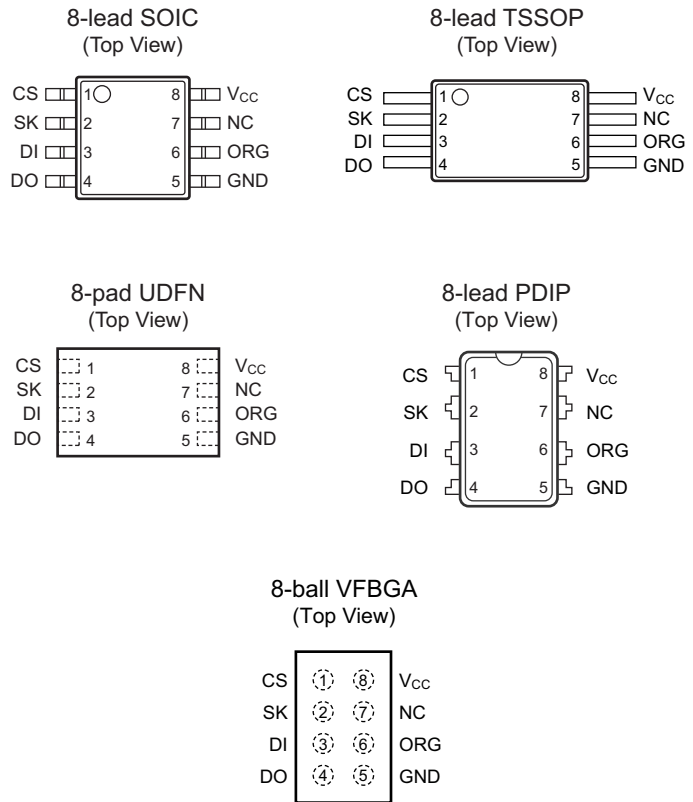 8-lead SOIC
(Top View)
CS 1 8 VCC
SK 2 7 NC
DI 3 6 ORG
DO 4 5 GND
8-lead TSSOP
(Top View)
CS 1 8 VCC
SK 2 7 NC
DI 3 6 ORG
DO 4 5 GND
8-pad UDFN
(Top View)
CS 1 8 VCC
SK 2 7 NC
DI 3 6 ORG
DO 4 5 GND
8-lead PDIP
(Top View)
CS 1 8 VCC
SK 2 7 NC
DI 3 6 ORG
DO 4 5 GND
8-ball VFBGA
(Top View)
CS 1 8 VCC
SK 2 7 NC
DI 3 6 ORG
DO 4 5 GND